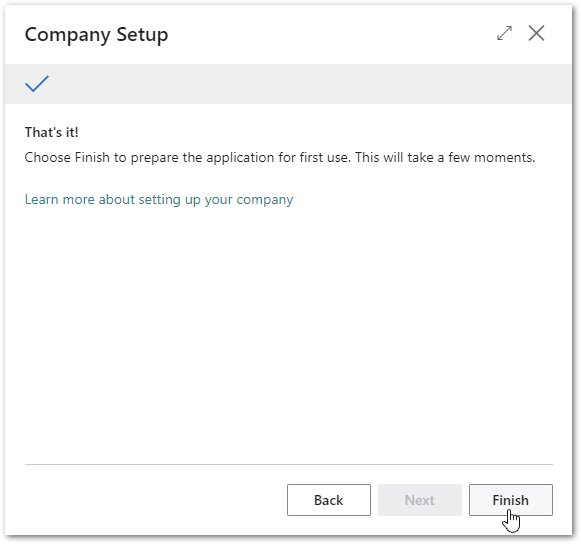 Company Setup
That's it!
Choose Finish to prepare the application for first use. This will take a few moments.
Learn more about setting up your company
Back
Next
Finish